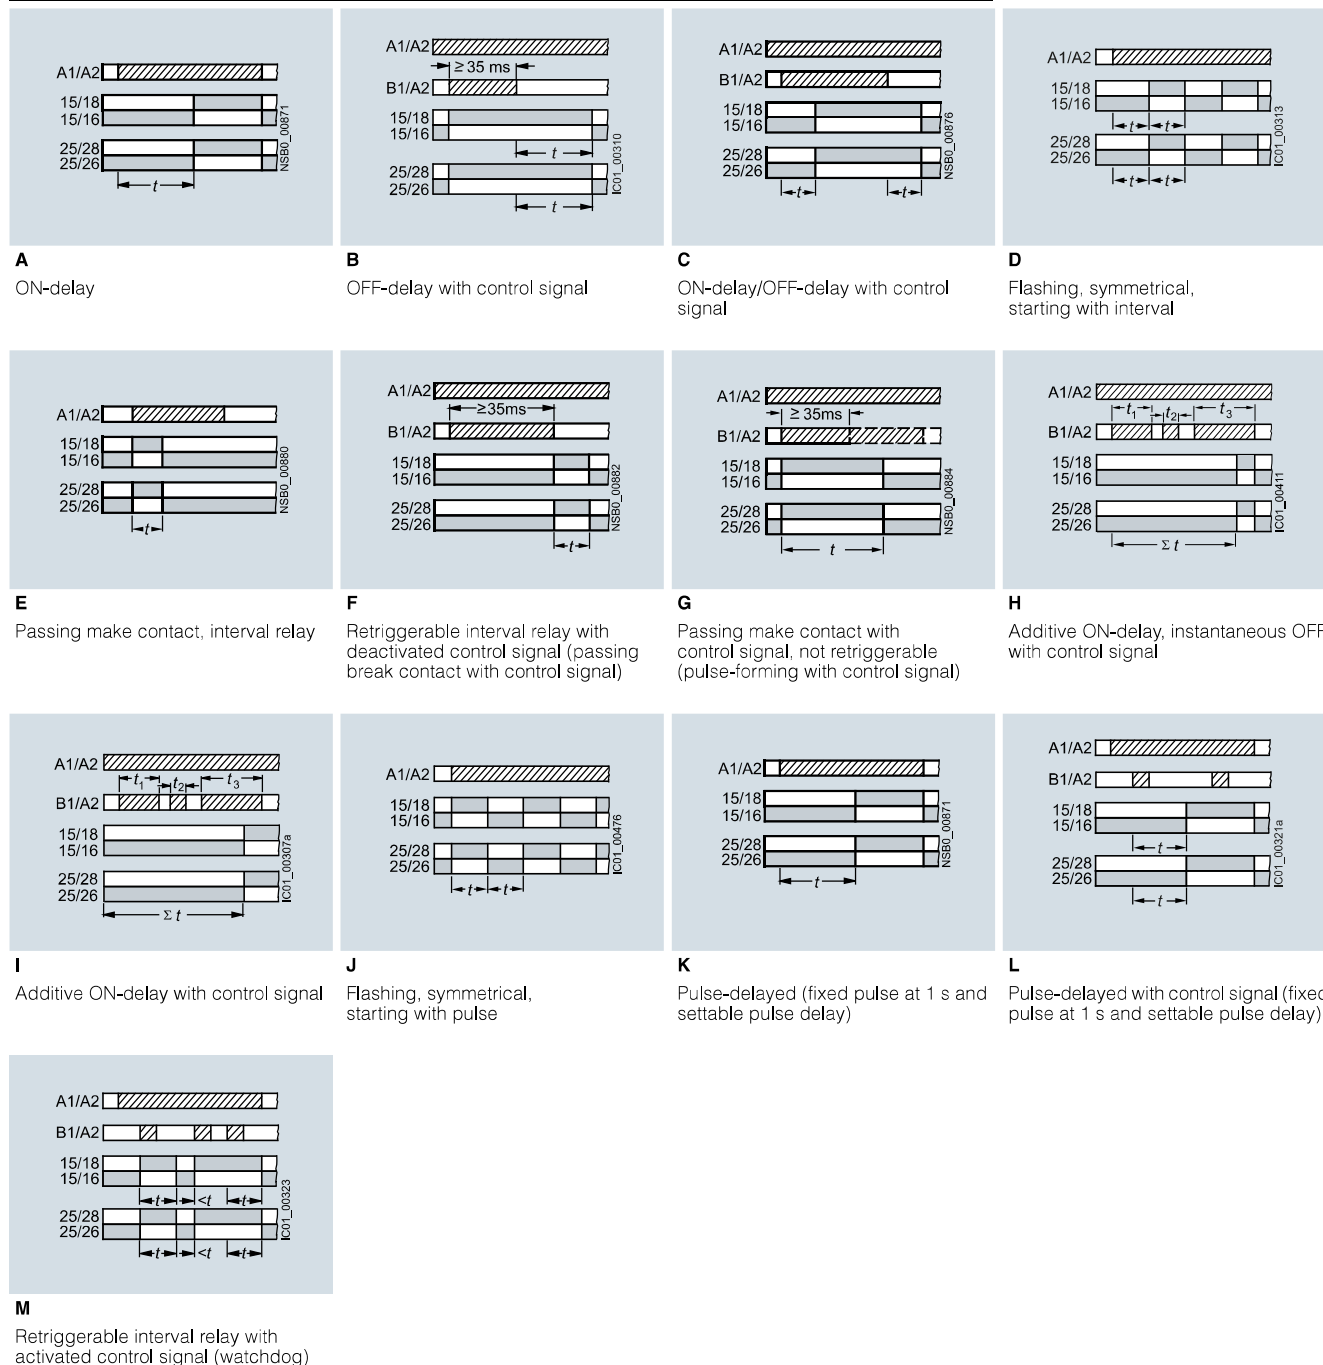 A1/A2
15/18
15/16
25/28
25/26
t
NSB0_00871
A
ON-delay
A1/A2
≥ 35 ms
B1/A2
15/18
15/16
t
25/28
25/26
t
IC01_00310
B
OFF-delay with control signal
A1/A2
B1/A2
15/18
15/16
25/28
25/26
t t
NSB0_00876
C
ON-delay/OFF-delay with control
signal
A1/A2
15/18
15/16
t t
25/28
25/26
t t
IC01_00313
D
Flashing, symmetrical,
starting with interval
A1/A2
15/18
15/16
25/28
25/26
t
NSB0_00880
E
Passing make contact, interval relay
A1/A2
≥35ms
B1/A2
15/18
15/16
25/28
25/26
t
NSB0_00882
F
Retriggerable interval relay with
deactivated control signal (passing
break contact with control signal)
A1/A2
≥ 35ms
B1/A2
15/18
15/16
25/28
25/26
t
NSB0_00884
G
Passing make contact with
control signal, not retriggerable
(pulse-forming with control signal)
A1/A2
t1 t2 t3
B1/A2
15/18
15/16
25/28
25/26
Σ t
IC01_00411
H
Additive ON-delay, instantaneous OFF
with control signal
A1/A2
t1 t2 t3
B1/A2
15/18
15/16
25/28
25/26
Σ t
IC01_00307a
I
Additive ON-delay with control signal
A1/A2
15/18
15/16
25/28
25/26
t t
IC01_00476
J
Flashing, symmetrical,
starting with pulse
A1/A2
15/18
15/16
25/28
25/26
t
NSB0_00871
K
Pulse-delayed (fixed pulse at 1 s and
settable pulse delay)
A1/A2
B1/A2
15/18
15/16
t
25/28
25/26
t
IC01_00321a
L
Pulse-delayed with control signal (fixed
pulse at 1 s and settable pulse delay)
A1/A2
B1/A2
15/18
15/16
t <t t
25/28
25/26
t <t t
IC01_00323
M
Retriggerable interval relay with
activated control signal (watchdog)